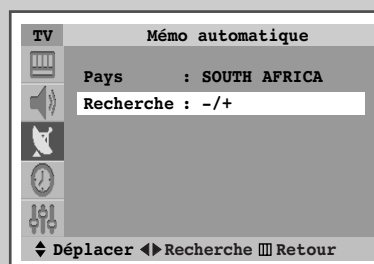 TV Mémo automatique
Pays : SOUTH AFRICA
Recherche : -/+
Déplacer Recherche Retour